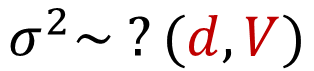 σ² ~ ? (d, V)